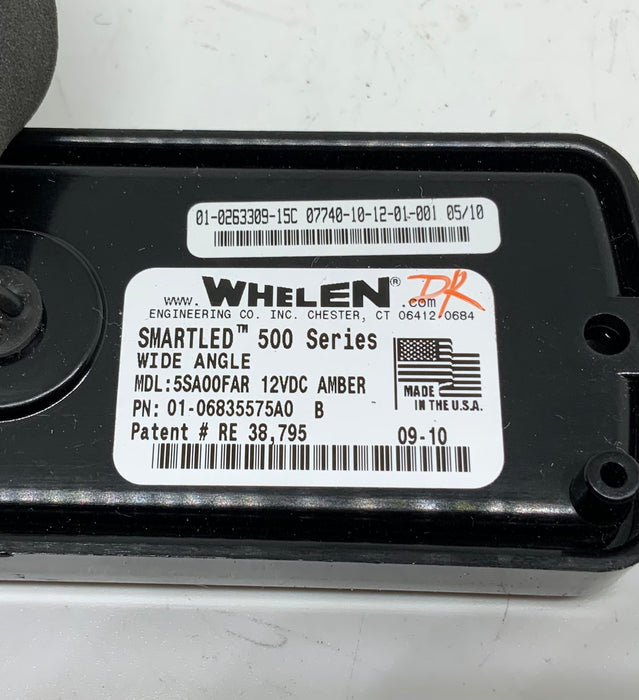 01-0263309-15C 07740-10-12-01-001 05/10
www. WHELEN® .com DR
ENGINEERING CO. INC. CHESTER, CT 06412-0684
SMARTLED™ 500 Series
WIDE ANGLE
MDL:5SA00FAR 12VDC AMBER
PN: 01-06835575A0 B
MADE
IN THE U.S.A.
Patent # RE 38,795 09-10